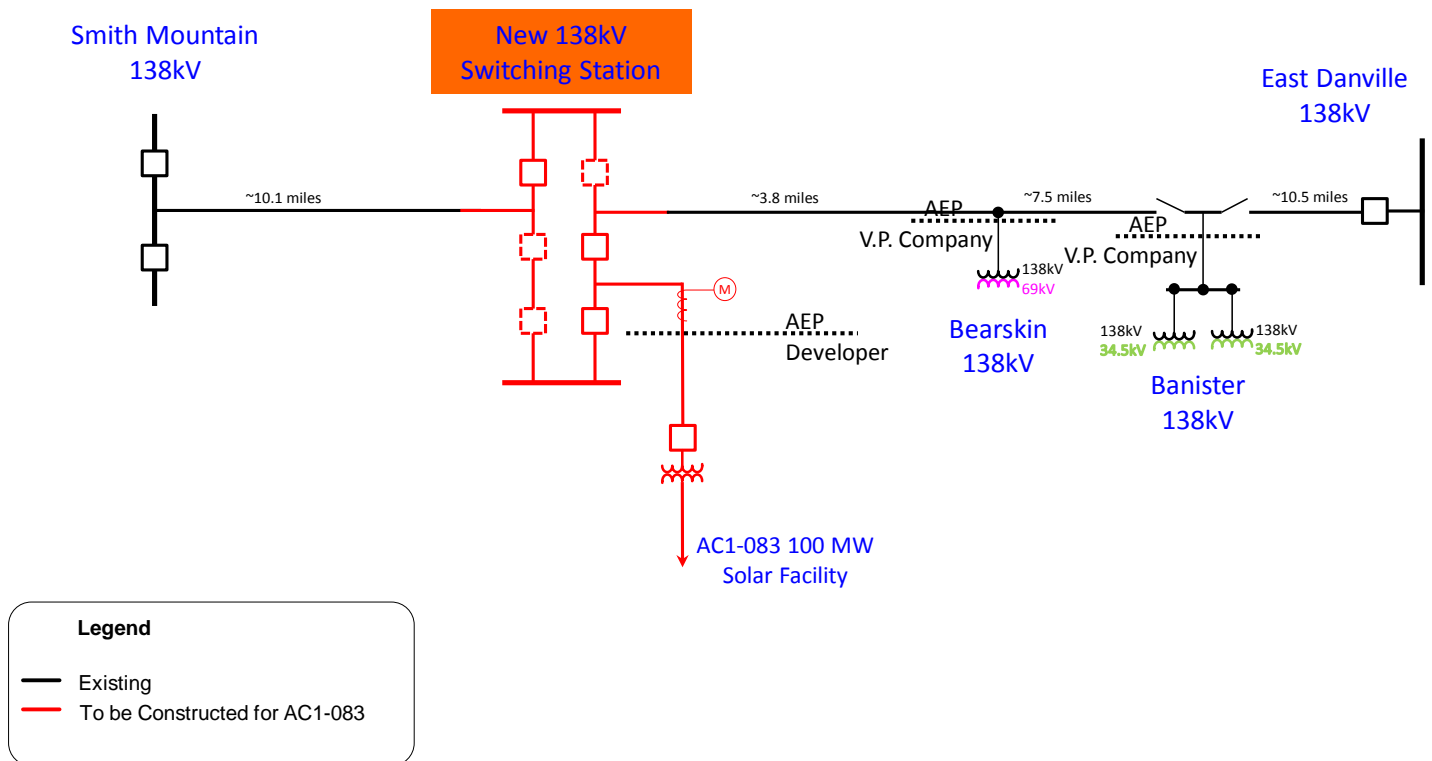 Smith Mountain
138kV
New 138kV
Switching Station
East Danville
138kV
~10.1 miles
~3.8 miles
~7.5 miles
~10.5 miles
AEP
V.P. Company
AEP
V.P. Company
138kV
69kV
Bearskin
138kV
138kV
34.5kV
138kV
34.5kV
Banister
138kV
M
AEP
Developer
AC1-083 100 MW
Solar Facility
Legend
Existing
To be Constructed for AC1-083